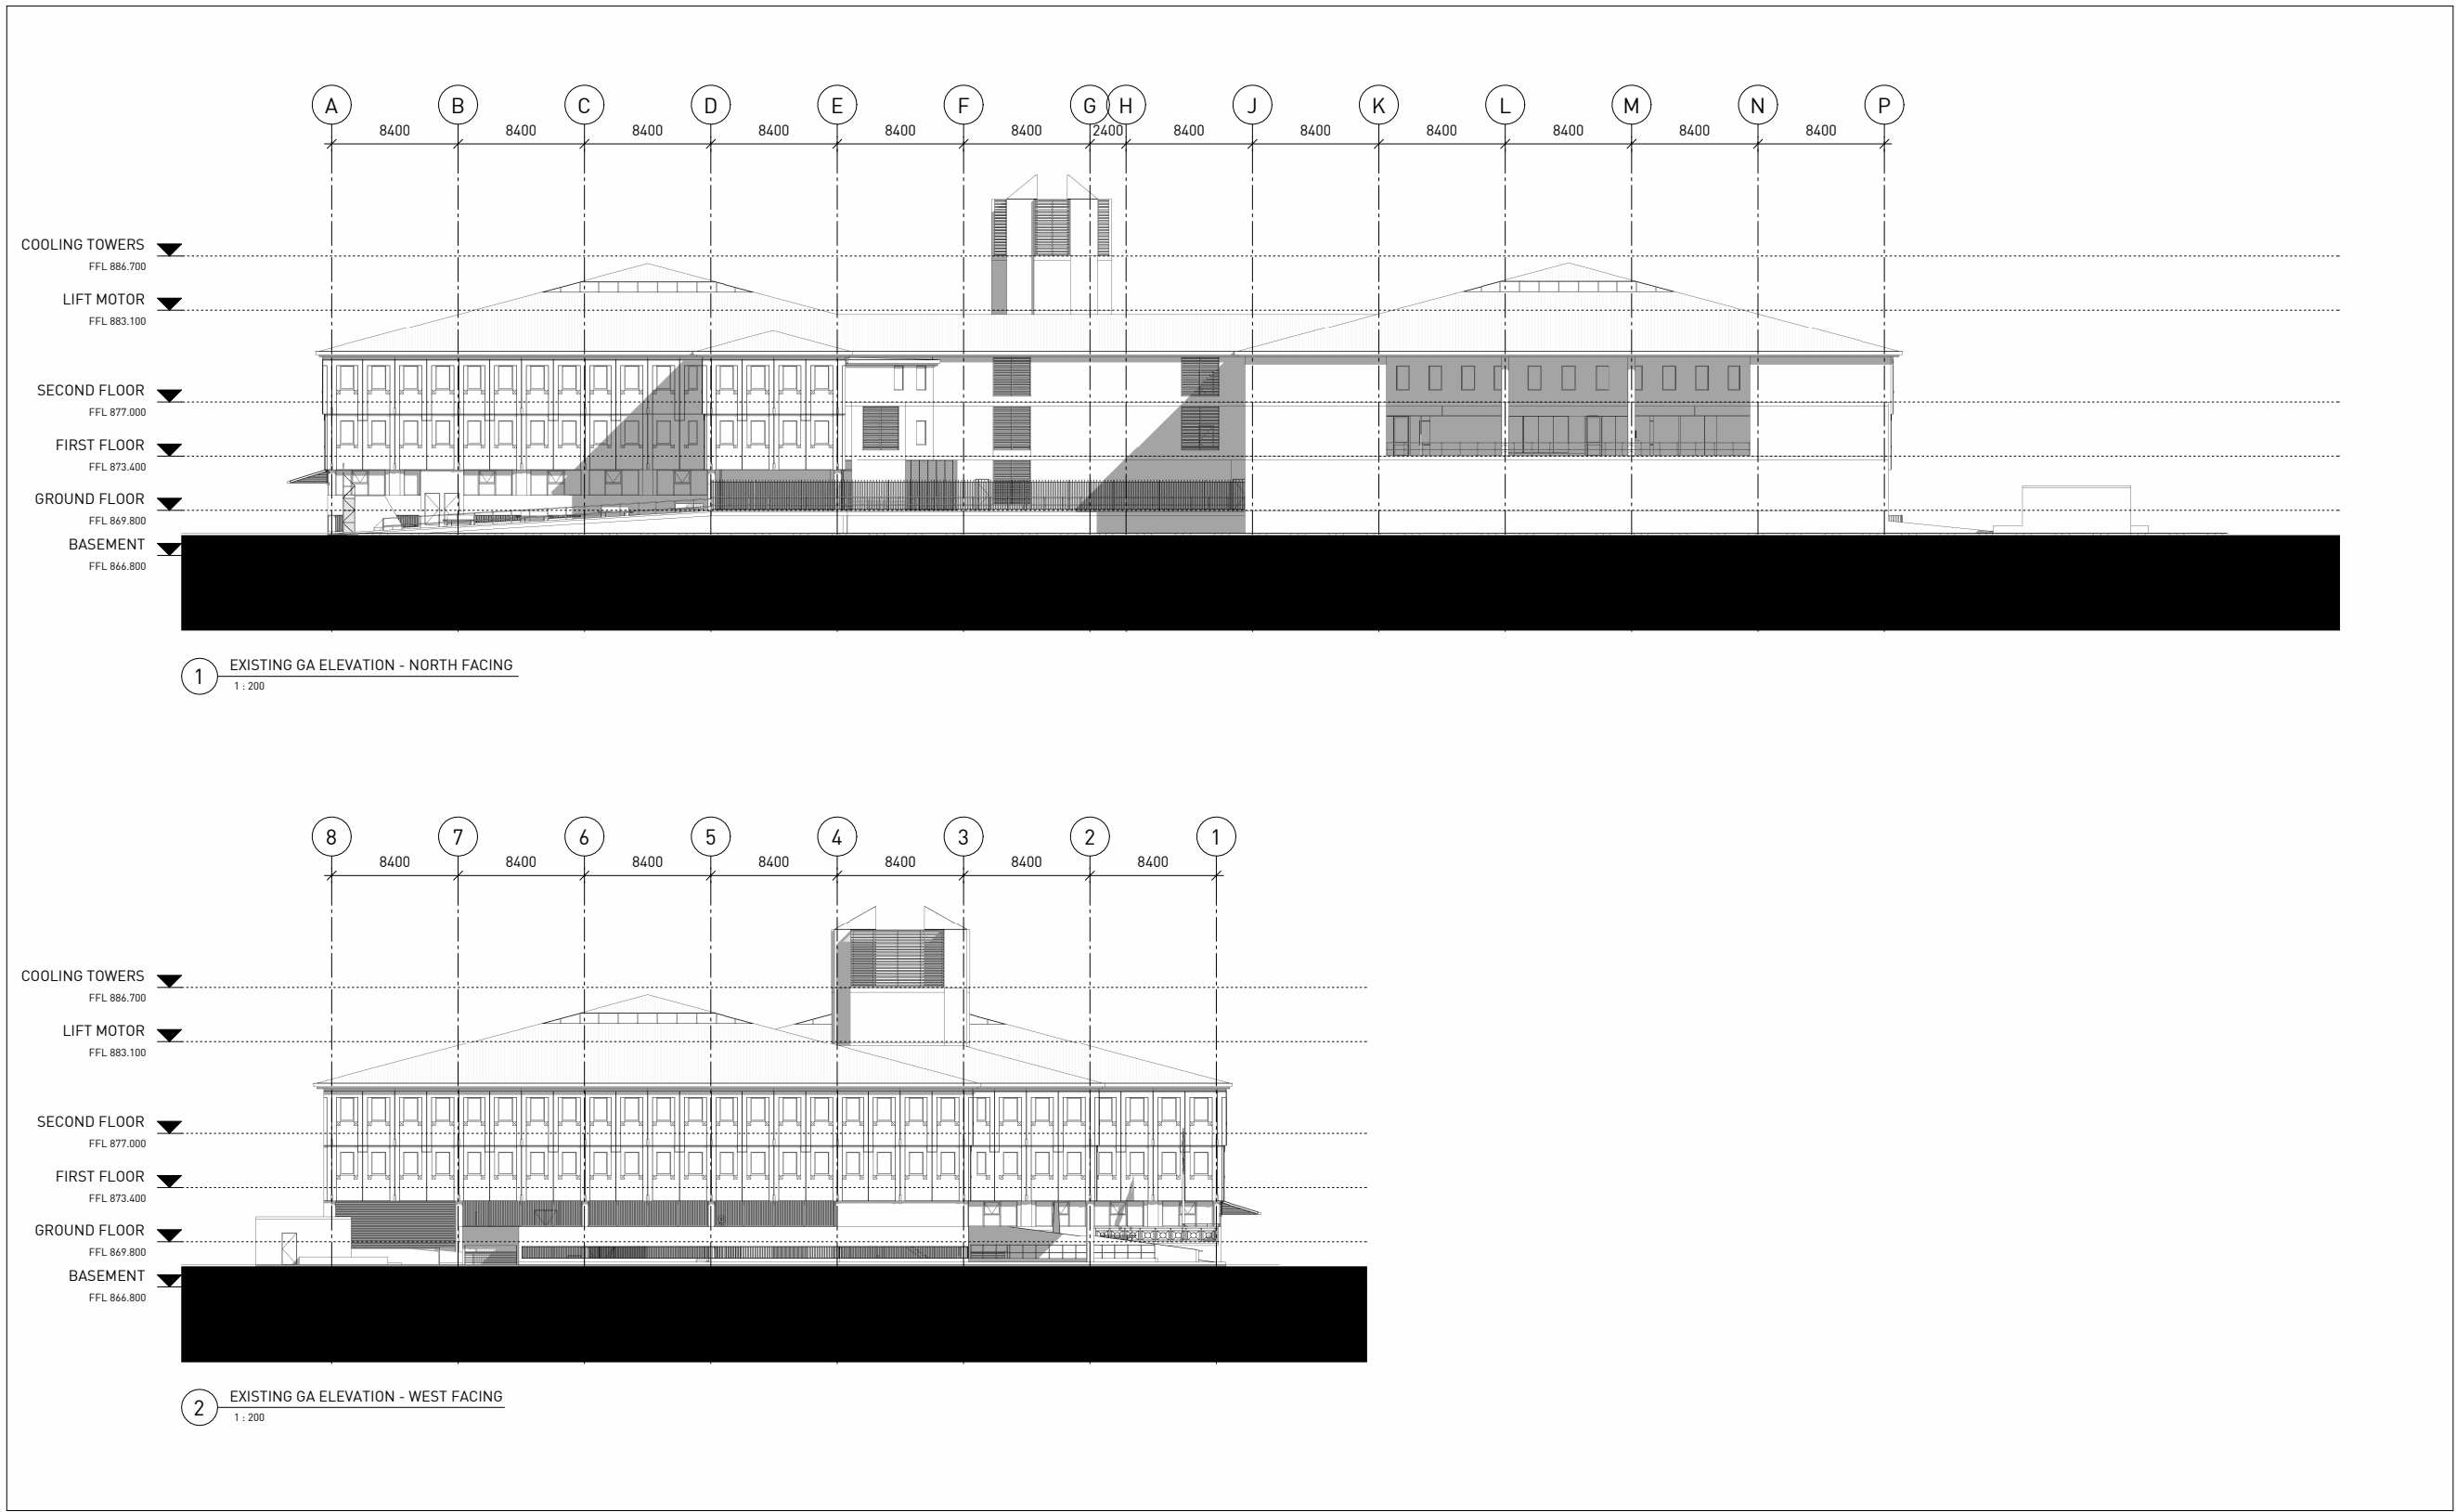 A B C D E F G H J K L M N P
8400 8400 8400 8400 8400 8400 2400 8400 8400 8400 8400 8400 8400
COOLING TOWERS
FFL 886.700
LIFT MOTOR
FFL 883.100
SECOND FLOOR
FFL 877.000
FIRST FLOOR
FFL 873.400
GROUND FLOOR
FFL 869.800
BASEMENT
FFL 866.800
1 EXISTING GA ELEVATION - NORTH FACING
1 : 200
8 7 6 5 4 3 2 1
8400 8400 8400 8400 8400 8400 8400
COOLING TOWERS
FFL 886.700
LIFT MOTOR
FFL 883.100
SECOND FLOOR
FFL 877.000
FIRST FLOOR
FFL 873.400
GROUND FLOOR
FFL 869.800
BASEMENT
FFL 866.800
2 EXISTING GA ELEVATION - WEST FACING
1 : 200